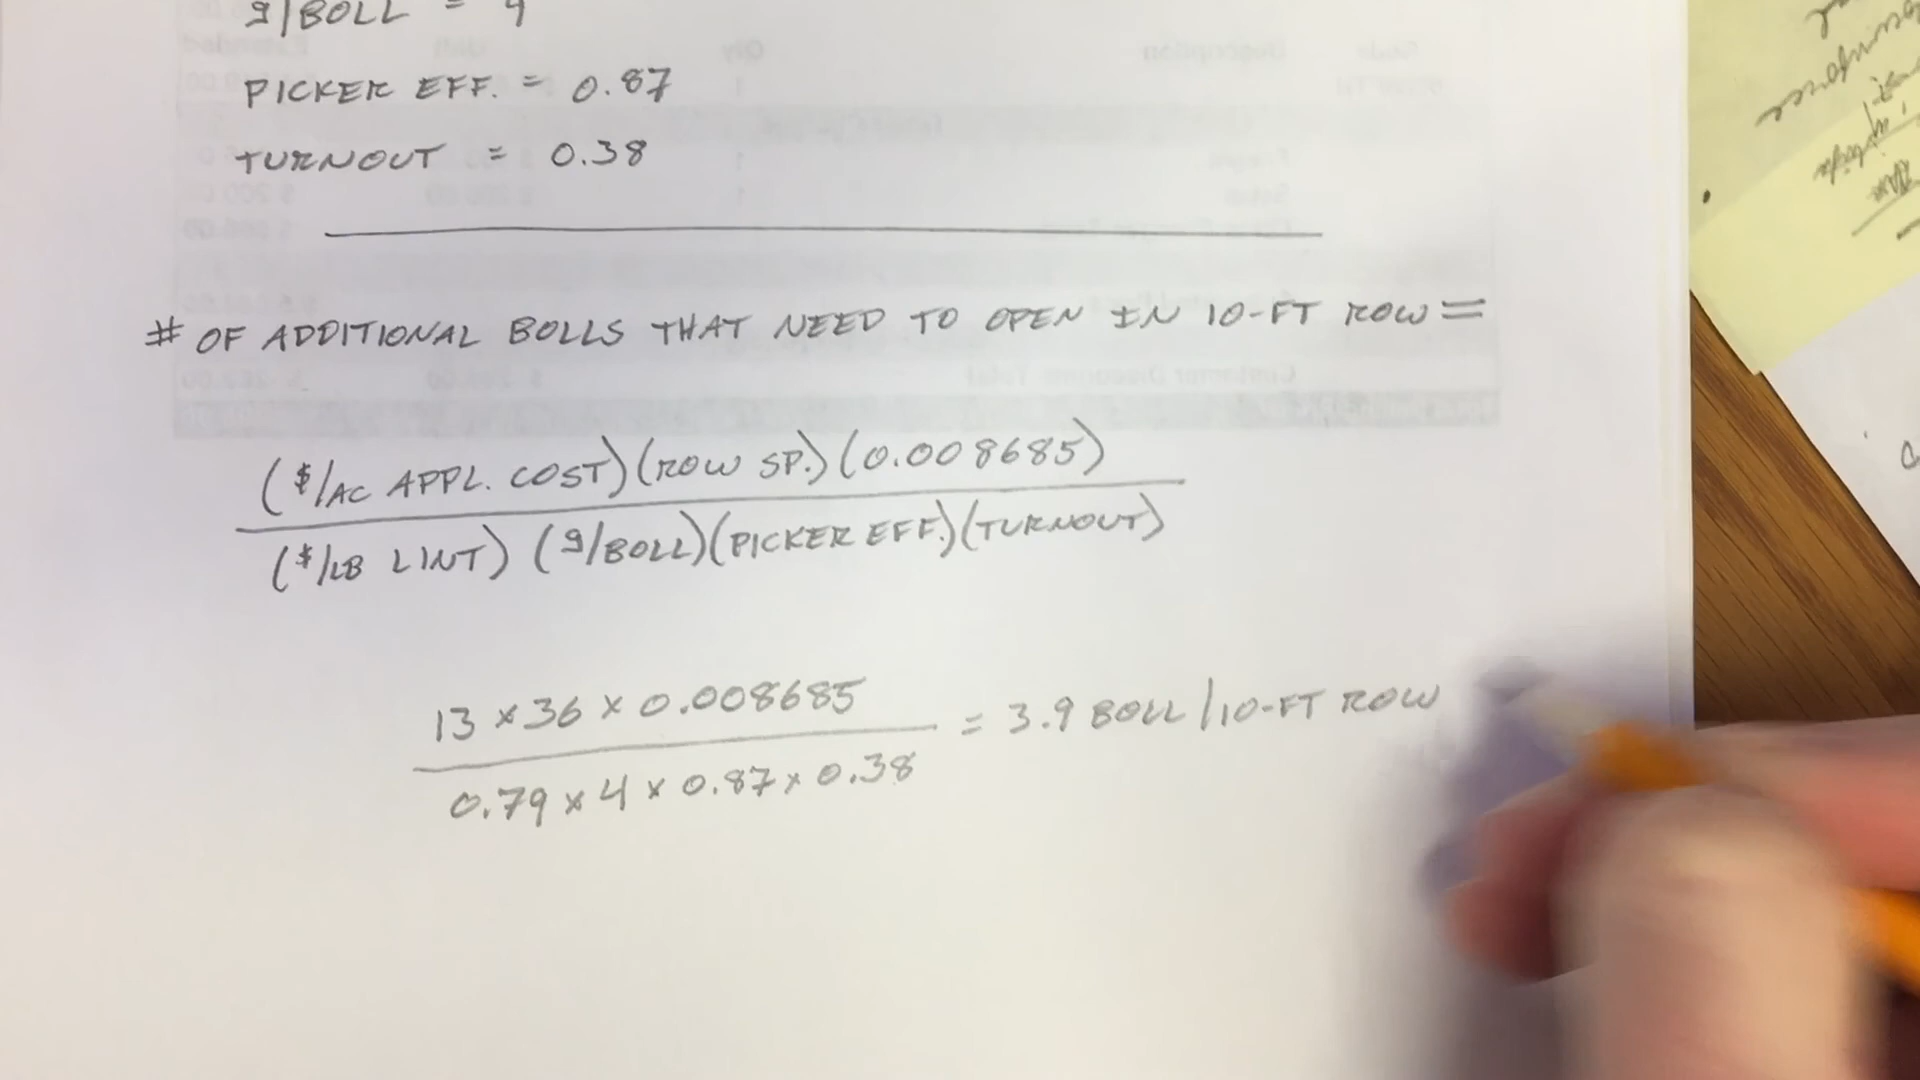 g/BOLL = 4
PICKER EFF. = 0.87
TURNOUT = 0.38
# OF ADDITIONAL BOLLS THAT NEED TO OPEN IN 10-FT ROW =
($/AC APPL. COST)(ROW SP.)(0.008685)
($/LB LINT) (g/BOLL)(PICKER EFF.)(TURNOUT)
13 x 36 x 0.008685
0.79 x 4 x 0.87 x 0.38
= 3.9 BOLL/10-FT ROW